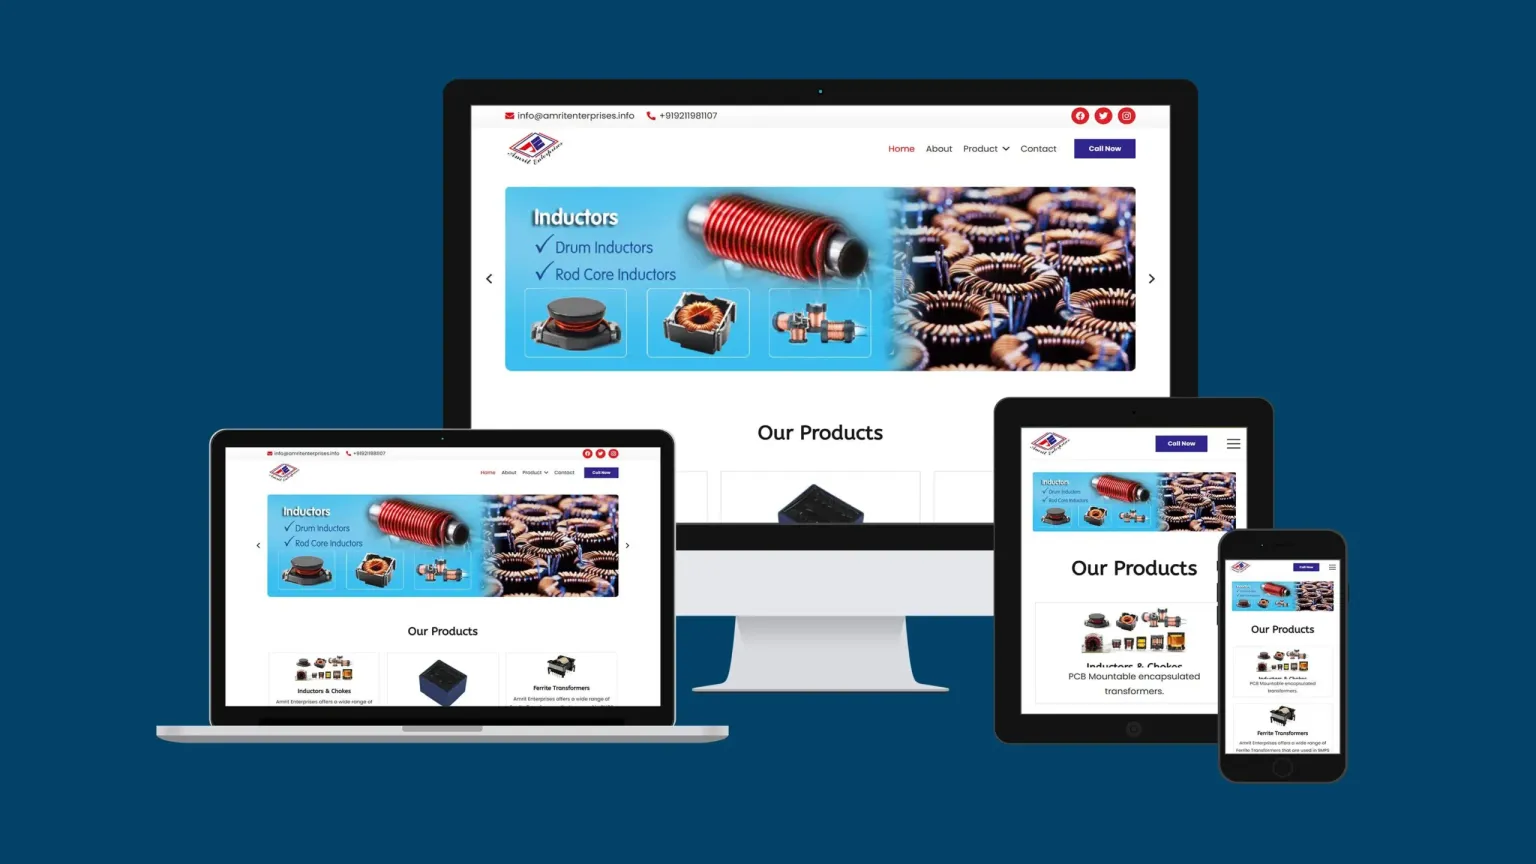 info@amritenterprises.info +919211981107
Amrit Enterprises
Home About Product Contact Call Now
Inductors
✓ Drum Inductors
✓ Rod Core Inductors
Our Products
info@amritenterprises.info +919211981107
Amrit Enterprises
Home About Product Contact Call Now
Inductors
✓ Drum Inductors
✓ Rod Core Inductors
Our Products
Inductors & Chokes
Amrit Enterprises offers a wide range of
Ferrite Transformers
Amrit Enterprises offers a wide range of
Call Now
Inductors
✓ Drum Inductors
✓ Rod Core Inductors
Our Products
Inductors & Chokes
PCB Mountable encapsulated
transformers.
Call Now
Our Products
Inductors & Chokes
PCB Mountable encapsulated
transformers.
Ferrite Transformers
Amrit Enterprises offers a wide range of
Ferrite Transformers that are used in SMPS